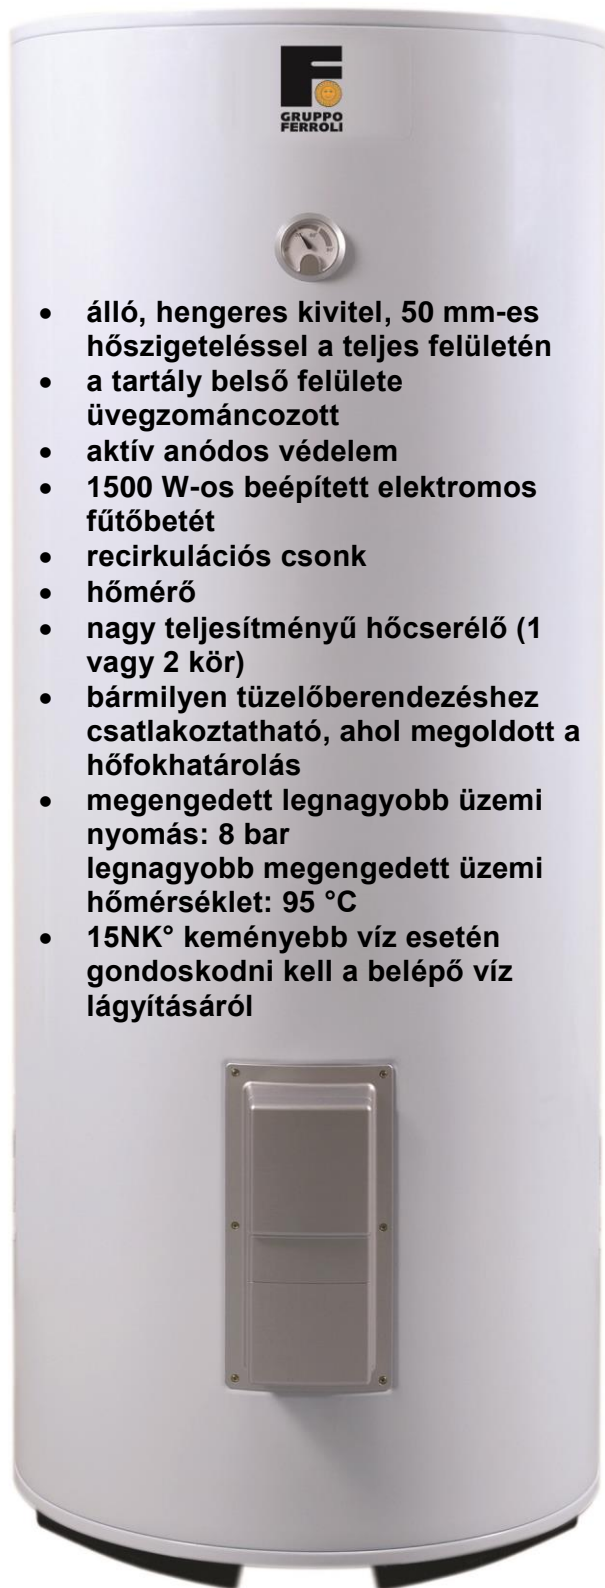 GRUPPO
FERROLI
• álló, hengeres kivitel, 50 mm-es
hőszigeteléssel a teljes felületén
• a tartály belső felülete
üvegzománcozott
• aktív anódos védelem
• 1500 W-os beépített elektromos
fűtőbetét
• recirkulációs csonk
• hőmérő
• nagy teljesítményű hőcserélő (1
vagy 2 kör)
• bármilyen tüzelőberendezéshez
csatlakoztatható, ahol megoldott a
hőfokhatárolás
• megengedett legnagyobb üzemi
nyomás: 8 bar
legnagyobb megengedett üzemi
hőmérséklet: 95 °C
• 15NK° keményebb víz esetén
gondoskodni kell a belépő víz
lágyításáról